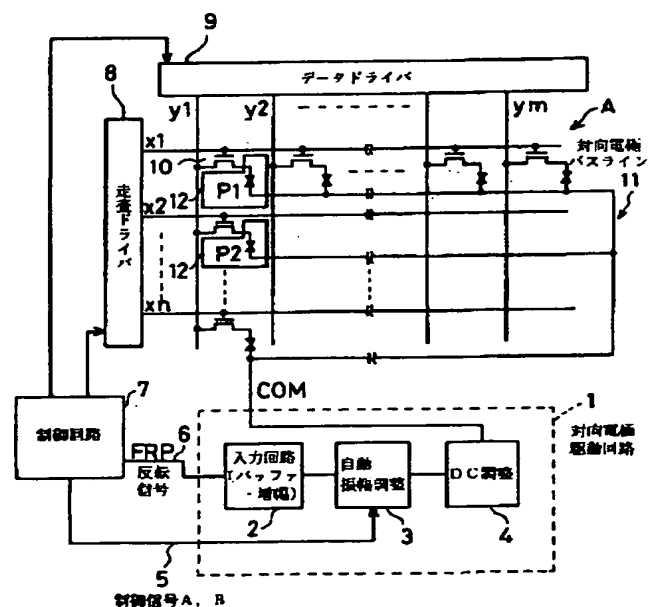 9
データドライバ
8
y1
y2
ym
A
x1
10
対向電極
バスライン
11
12
P1
x2
走査ドライバ
12
P2
xn
COM
7
制御回路
1
対向電極
駆動回路
FRP
6
反転
信号
入力回路
(バッファ
・増幅)
2
自動
振幅調整
3
DC調整
4
5
制御信号A, B